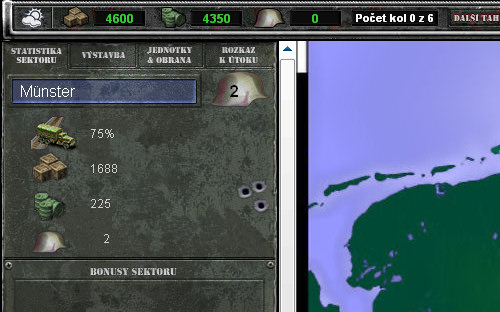 4600 4350 0 Počet kol 0 z 6 DALŠÍ TAH
STATISTIKA SEKTORU
VÝSTAVBA
JEDNOTKY & OBRANA
ROZKAZ K ÚTOKU
Münster 2
75%
1688
225
2
BONUSY SEKTORU